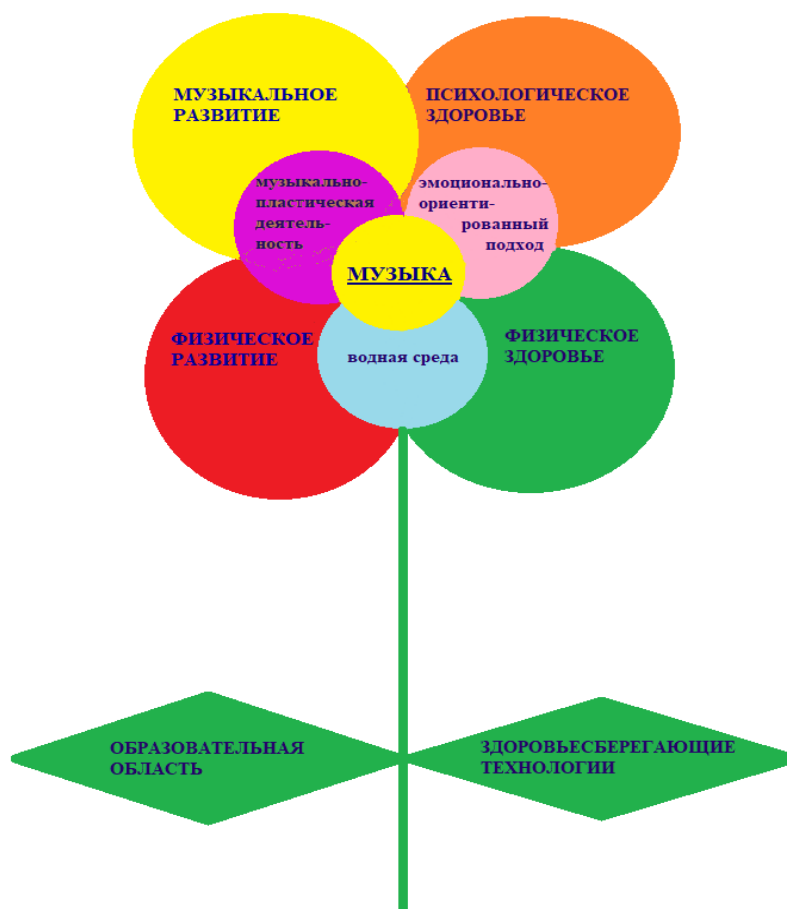 МУЗЫКАЛЬНОЕ
РАЗВИТИЕ
ПСИХОЛОГИЧЕСКОЕ
ЗДОРОВЬЕ
музыкально-
пластическая
деятель-
ность
эмоционально-
ориенти-
рованный
подход
МУЗЫКА
ФИЗИЧЕСКОЕ
РАЗВИТИЕ
водная среда
ФИЗИЧЕСКОЕ
ЗДОРОВЬЕ
ОБРАЗОВАТЕЛЬНАЯ
ОБЛАСТЬ
ЗДОРОВЬЕСБЕРЕГАЮЩИЕ
ТЕХНОЛОГИИ